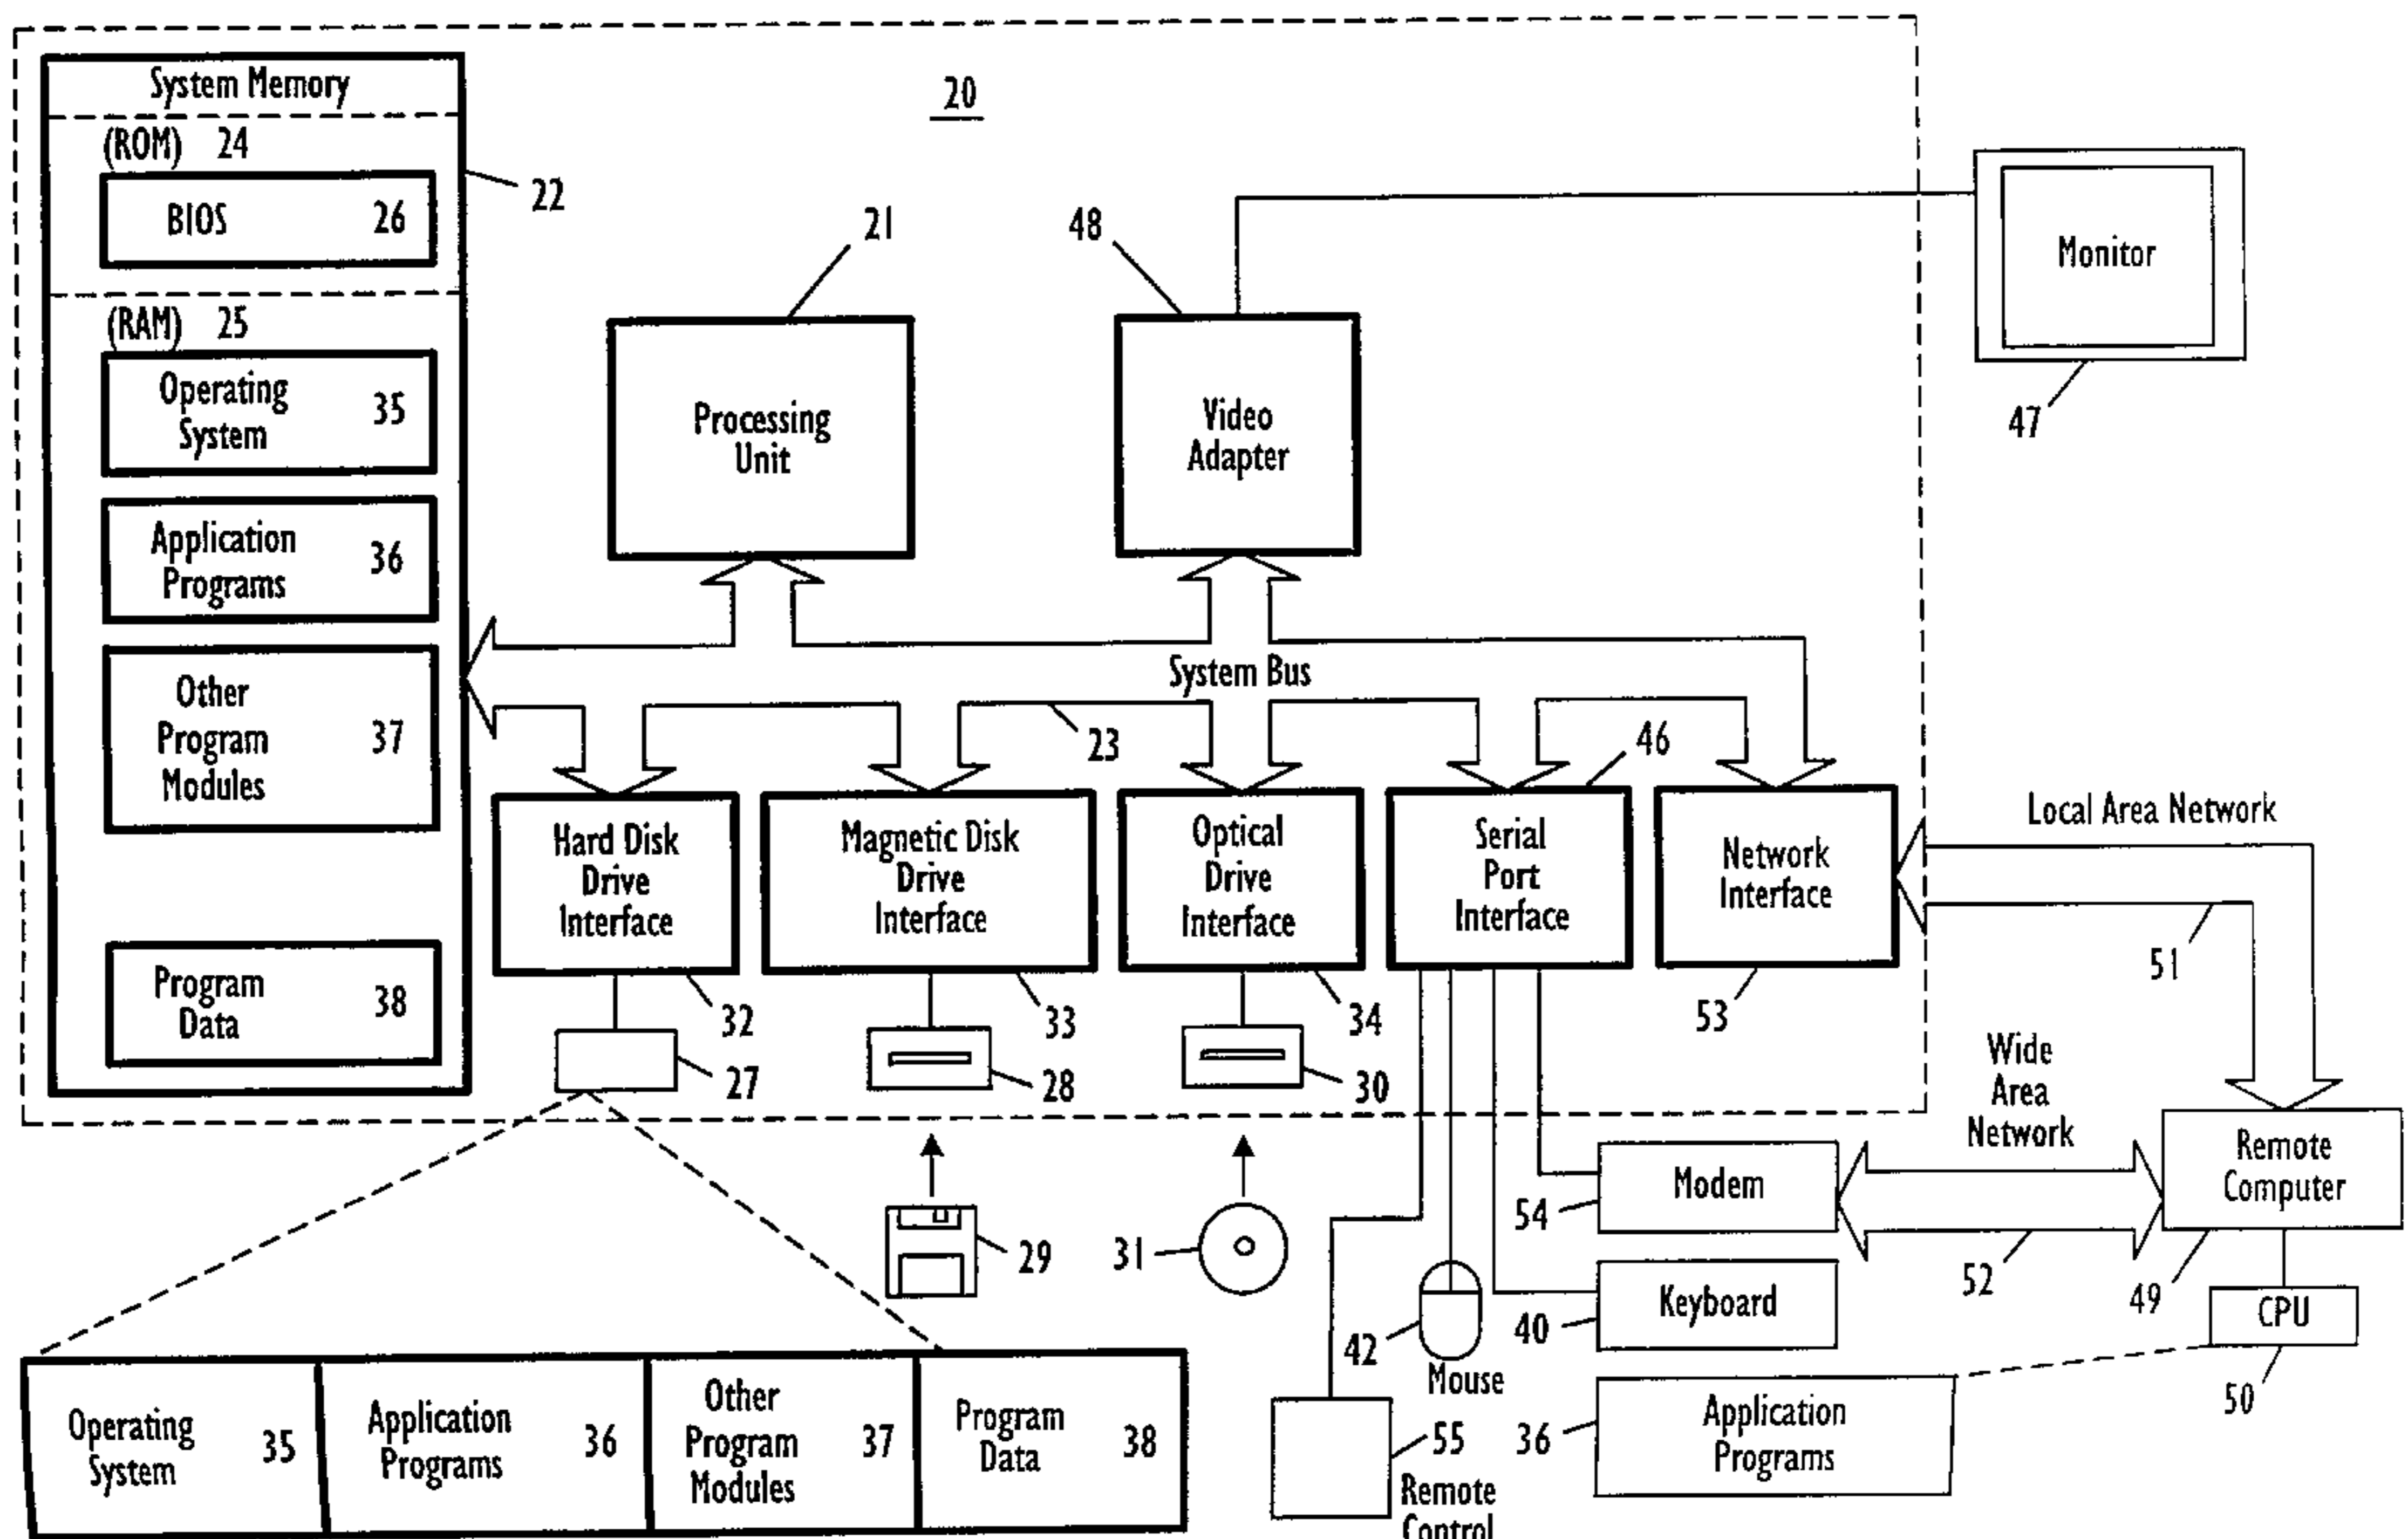 System Memory
(ROM) 24
BIOS 26
22
(RAM) 25
Operating
System
35
Application
Programs
36
Other
Program
Modules
37
Program
Data
38
20
21
Processing
Unit
48
Video
Adapter
Monitor
47
System Bus
23
46
Hard Disk
Drive
Interface
32
27
Magnetic Disk
Drive
Interface
33
28
Optical
Drive
Interface
34
30
Serial
Port
Interface
Network
Interface
53
Local Area Network
51
Wide
Area
Network
29
31
Modem
54
52
Remote
Computer
49
CPU
50
Keyboard
40
42
Mouse
55
Remote
Control
36
Application
Programs
Operating
System
35
Application
Programs
36
Other
Program
Modules
37
Program
Data
38